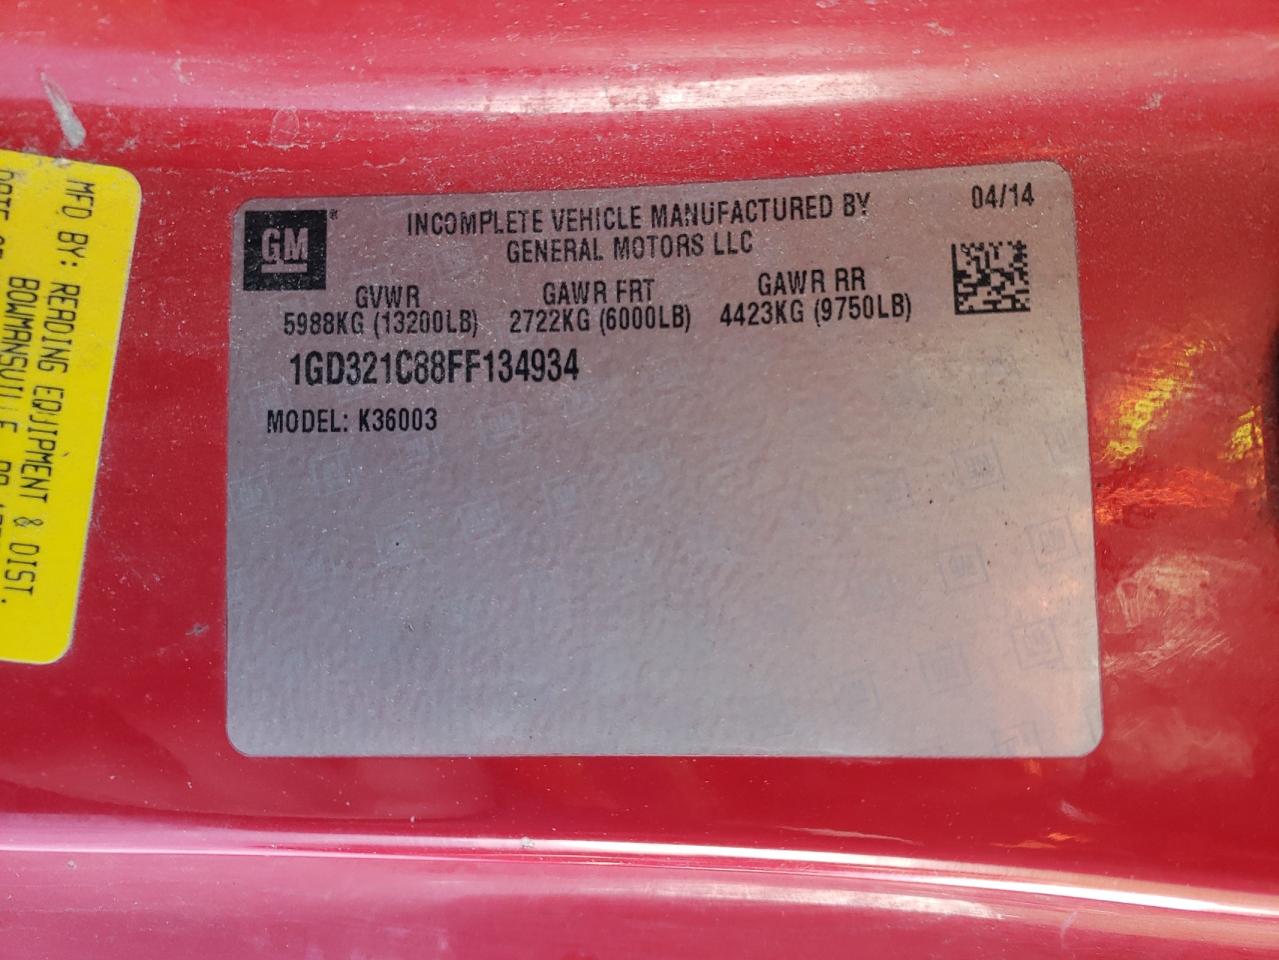 GM®
INCOMPLETE VEHICLE MANUFACTURED BY
GENERAL MOTORS LLC
04/14
GVWR
5988KG (13200LB)
GAWR FRT
2722KG (6000LB)
GAWR RR
4423KG (9750LB)
1GD321C88FF134934
MODEL: K36003
MFD BY: READING EQUIPMENT & DIST.
BOWMANSVILLE